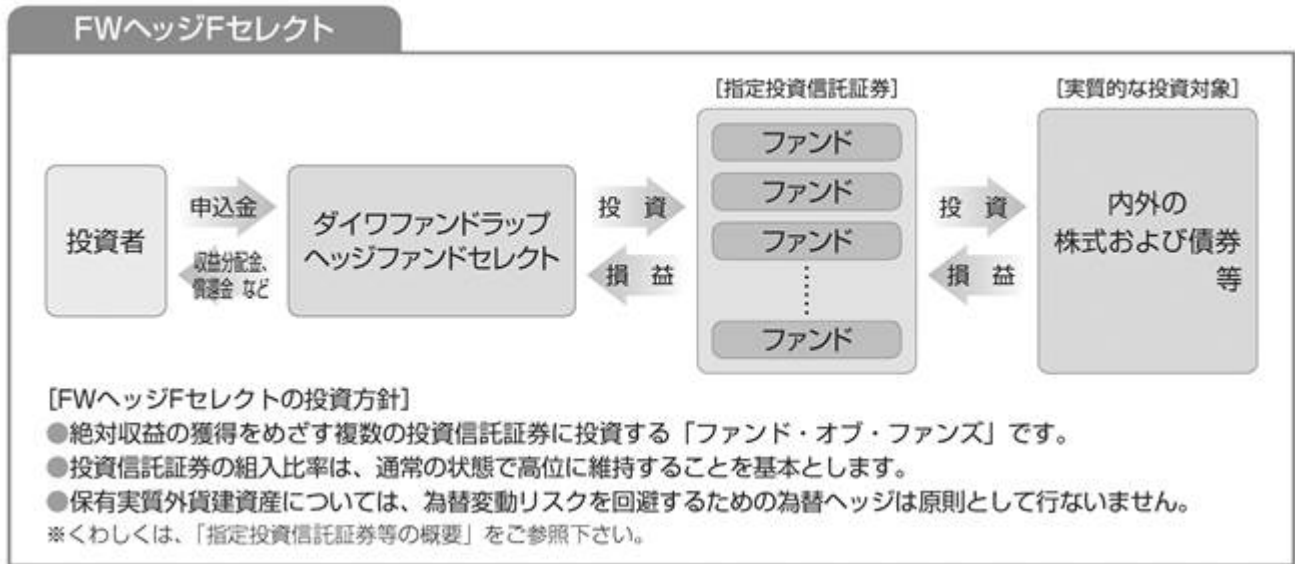 FWヘッジFセレクト
[指定投資信託証券]
[実質的な投資対象]
投資者
申込金
収益分配金、
償還金 など
ダイワファンドラップ
ヘッジファンドセレクト
投 資
損 益
ファンド
ファンド
ファンド
ファンド
投 資
損 益
内外の
株式および債券
等
[FWヘッジFセレクトの投資方針]
●絶対収益の獲得をめざす複数の投資信託証券に投資する「ファンド・オブ・ファンズ」です。
●投資信託証券の組入比率は、通常の状態で高位に維持することを基本とします。
●保有実質外貨建資産については、為替変動リスクを回避するための為替ヘッジは原則として行ないません。
※くわしくは、「指定投資信託証券等の概要」をご参照下さい。